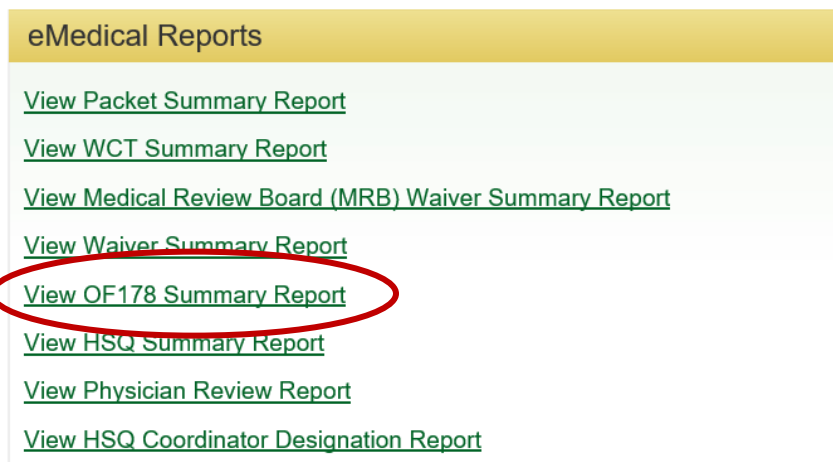 eMedical Reports
View Packet Summary Report
View WCT Summary Report
View Medical Review Board (MRB) Waiver Summary Report
View Waiver Summary Report
View OF178 Summary Report
View HSQ Summary Report
View Physician Review Report
View HSQ Coordinator Designation Report